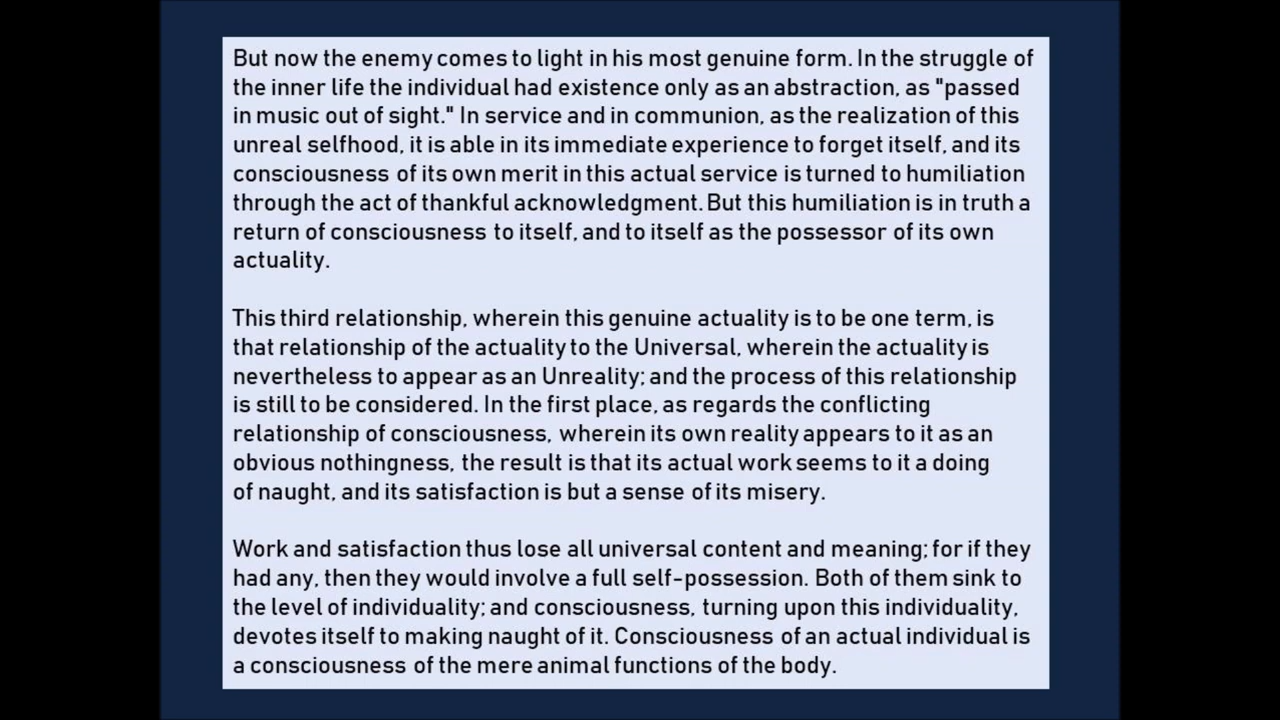 But now the enemy comes to light in his most genuine form. In the struggle of
the inner life the individual had existence only as an abstraction, as "passed
in music out of sight." In service and in communion, as the realization of this
unreal selfhood, it is able in its immediate experience to forget itself, and its
consciousness of its own merit in this actual service is turned to humiliation
through the act of thankful acknowledgment. But this humiliation is in truth a
return of consciousness to itself, and to itself as the possessor of its own
actuality.
This third relationship, wherein this genuine actuality is to be one term, is
that relationship of the actuality to the Universal, wherein the actuality is
nevertheless to appear as an Unreality; and the process of this relationship
is still to be considered. In the first place, as regards the conflicting
relationship of consciousness, wherein its own reality appears to it as an
obvious nothingness, the result is that its actual work seems to it a doing
of naught, and its satisfaction is but a sense of its misery.
Work and satisfaction thus lose all universal content and meaning; for if they
had any, then they would involve a full self-possession. Both of them sink to
the level of individuality; and consciousness, turning upon this individuality,
devotes itself to making naught of it. Consciousness of an actual individual is
a consciousness of the mere animal functions of the body.